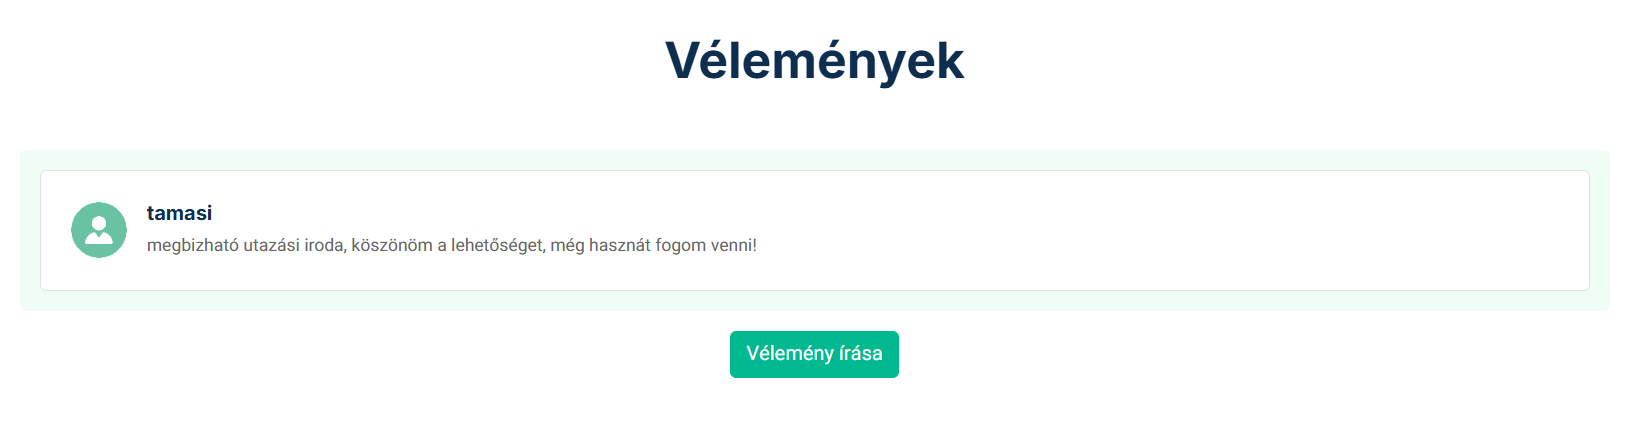 Vélemények
tamasi
megbizható utazási iroda, köszönöm a lehetőséget, még hasznát fogom venni!
Vélemény írása